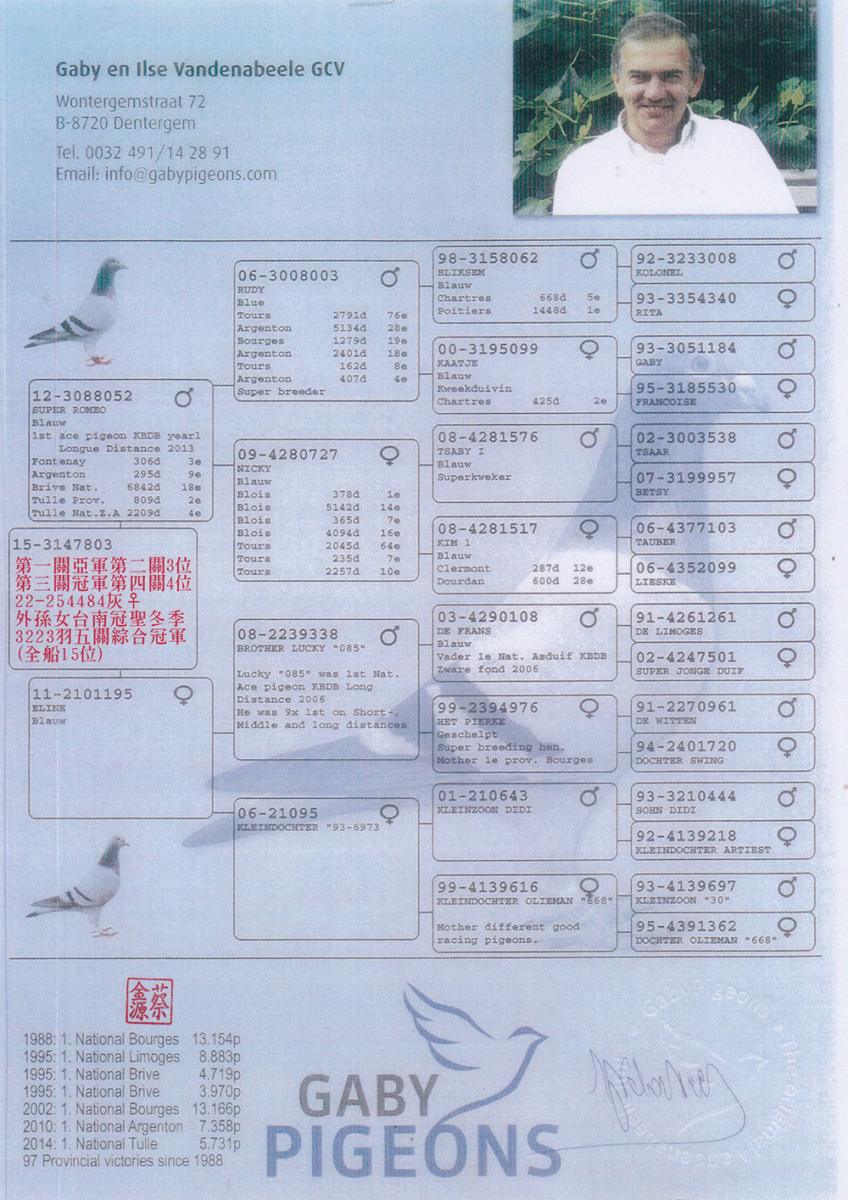 Gaby en Ilse Vandenabeele GCV
Wontergemstraat 72
B-8720 Dentergem
Tel. 0032 491/14 28 91
Email: info@gabypigeons.com
12-3088052
SUPER ROMEO
Blauw
1st ace pigeon KBDB yearl
Longue Distance 2013
Fontenay 306d 3e
Argenton 295d 9e
Brive Nat. 6842d 18e
Tulle Prov. 809d 2e
Tulle Nat.Z.A 2209d 4e
15-3147803
第一關亞軍第二關3位
第三關冠軍第四關4位
22-254484灰♀
外孫女台南冠聖冬季
3223羽五關綜合冠軍
(全船15位)
11-2101195
ELINE
Blauw
06-3008003
RUDY
Blue
Tours 2791d 76e
Argenton 5134d 28e
Bourges 1279d 19e
Argenton 2401d 18e
Tours 162d 8e
Argenton 407d 4e
Super breeder
09-4280727
NICKY
Blauw
Blois 378d 1e
Blois 5142d 14e
Blois 365d 7e
Blois 4094d 16e
Tours 2045d 64e
Tours 235d 7e
Tours 2257d 10e
08-2239338
BROTHER LUCKY "085"
Lucky "085" was 1st Nat.
Ace pigeon KBDB Long
Distance 2006
He was 9x 1st on Short-,
Middle and long distances
06-21095
KLEINDOCHTER "93-6973
98-3158062
BLIKSEM
Blauw
Chartres 668d 5e
Poitiers 1448d 1e
00-3195099
KAATJE
Blauw
Kweekduivin
Chartres 425d 2e
08-4281576
TSABY I
Blauw
Superkweker
08-4281517
KIM 1
Blauw
Clermont 287d 12e
Dourdan 600d 28e
03-4290108
DE FRANS
Blauw
Vader 1e Nat. Asduif KBDB
Zware fond 2006
99-2394976
HET PIERKE
Geschelpt
Super breeding hen.
Mother 1e prov. Bourges
01-210643
KLEINZOON DIDI
99-4139616
KLEINDOCHTER OLIEMAN "668"
Mother different good
racing pigeons.
92-3233008
KOLONEL
93-3354340
RITA
93-3051184
GABY
95-3185530
FRANCOISE
02-3003538
TSAAR
07-3199957
BETSY
06-4377103
TAUBER
06-4352099
LIESKE
91-4261261
DE LIMOGES
02-4247501
SUPER JONGE DUIF
91-2270961
DE WITTEN
94-2401720
DOCHTER SWING
93-3210444
SOHN DIDI
92-4139218
KLEINDOCHTER ARTIEST
93-4139697
KLEINZOON "30"
95-4391362
DOCHTER OLIEMAN "668"
蔡金源
1988: 1. National Bourges 13.154p
1995: 1. National Limoges 8.883p
1995: 1. National Brive 4.719p
1995: 1. National Brive 3.970p
2002: 1. National Bourges 13.166p
2010: 1. National Argenton 7.358p
2014: 1. National Tulle 5.731p
97 Provincial victories since 1988
GABY
PIGEONS
GabyPigeons • The original Vandenabeele